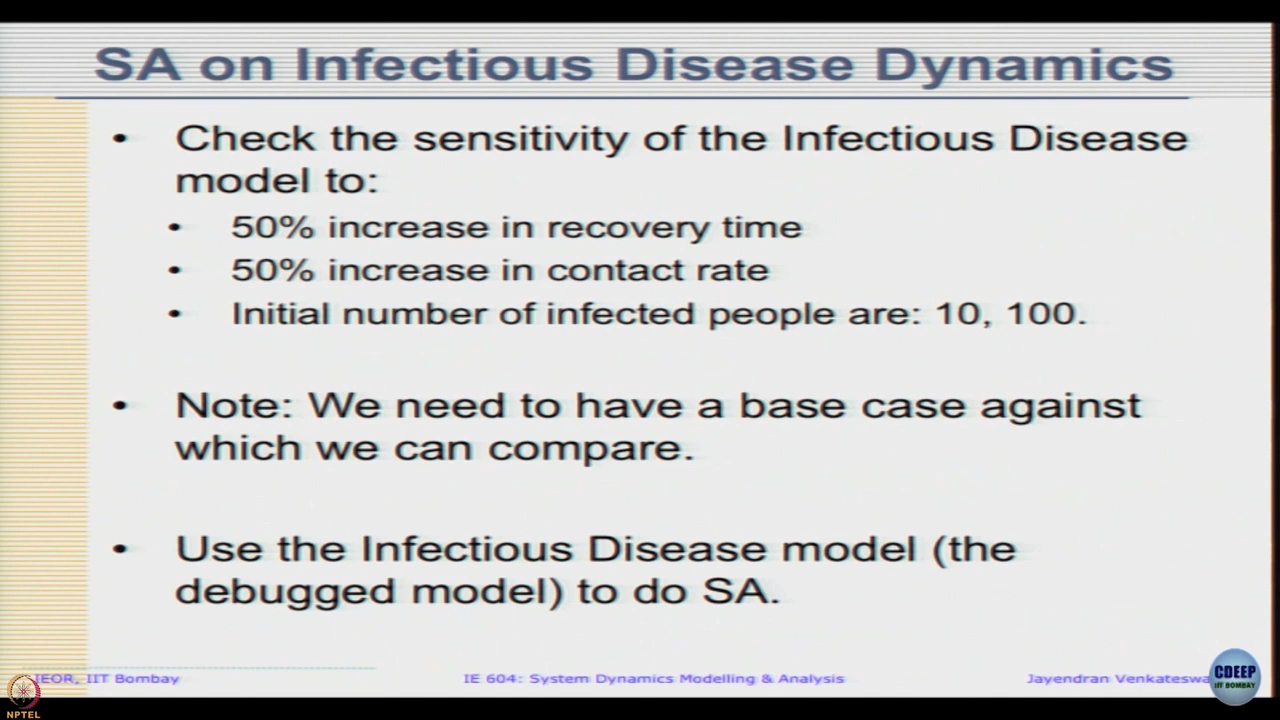 SA on Infectious Disease Dynamics
• Check the sensitivity of the Infectious Disease
model to:
• 50% increase in recovery time
• 50% increase in contact rate
• Initial number of infected people are: 10, 100.
• Note: We need to have a base case against
which we can compare.
• Use the Infectious Disease model (the
debugged model) to do SA.
IEOR, IIT Bombay
IE 604: System Dynamics Modelling & Analysis
Jayendran Venkateswa
CDEEP
IIT BOMBAY
NPTEL